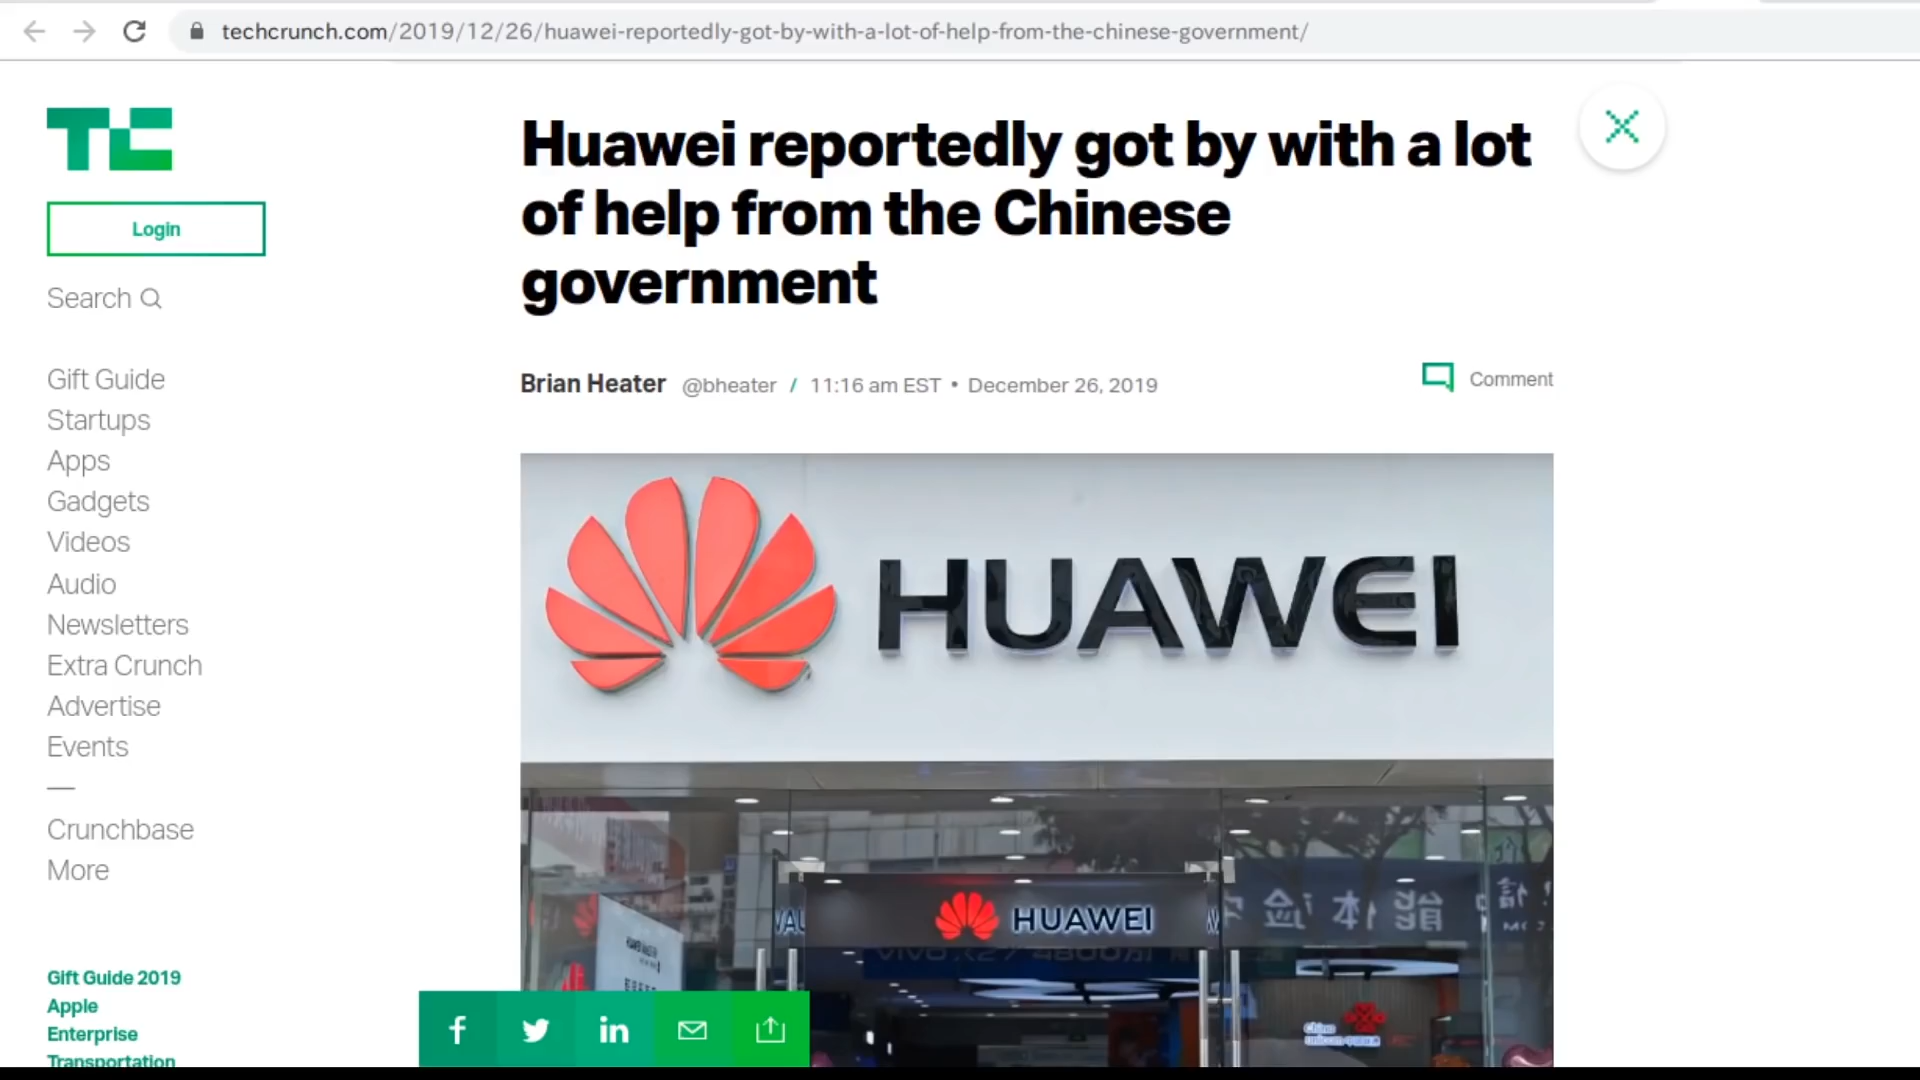 techcrunch.com/2019/12/26/huawei-reportedly-got-by-with-a-lot-of-help-from-the-chinese-government/
TC
Login
Search
Gift Guide
Startups
Apps
Gadgets
Videos
Audio
Newsletters
Extra Crunch
Advertise
Events
—
Crunchbase
More
Gift Guide 2019
Apple
Enterprise
Transportation
Huawei reportedly got by with a lot
of help from the Chinese
government
Brian Heater @bheater / 11:16 am EST • December 26, 2019
Comment
HUAWEI
HUAWEI